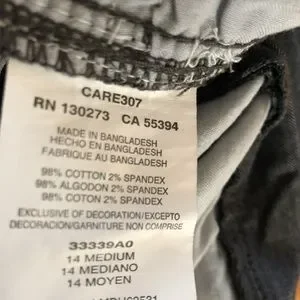 CARE307
RN 130273 CA 55394
MADE IN BANGLADESH
HECHO EN BANGLADESH
FABRIQUE AU BANGLADESH
98% COTTON 2% SPANDEX
98% ALGODON 2% SPANDEX
98% COTON 2% SPANDEX
EXCLUSIVE OF DECORATION/EXCEPTO
DECORACION/GARNITURE NON COMPRISE
33339A0
14 MEDIUM
14 MEDIANO
14 MOYEN